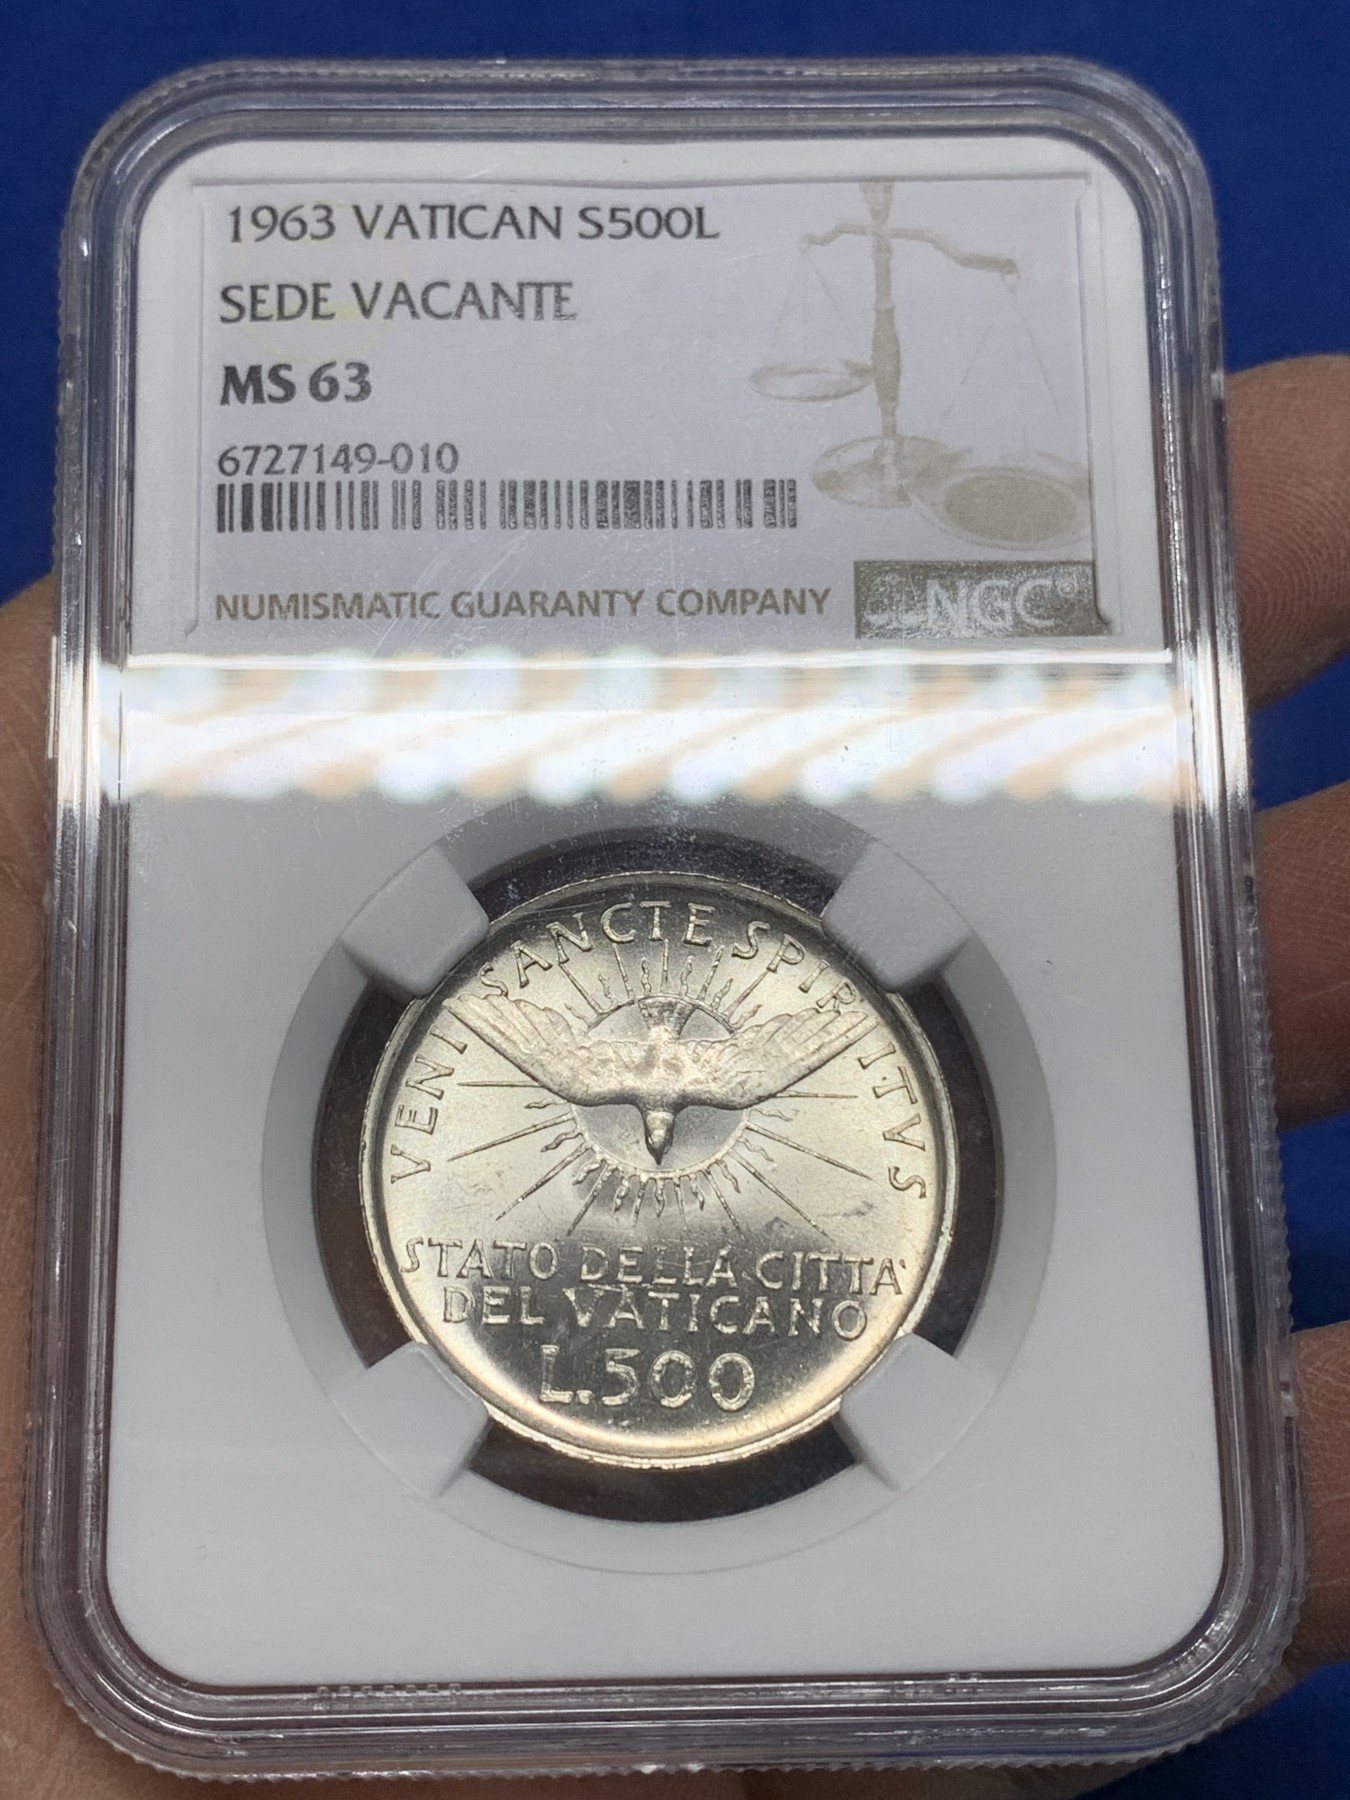 1963 VATICAN S500L
SEDE VACANTE
MS 63
6727149-010
NUMISMATIC GUARANTY COMPANY
NGC®
VENI SANCTE SPIRITVS
STATO DELLA CITTA'
DEL VATICANO
L.500